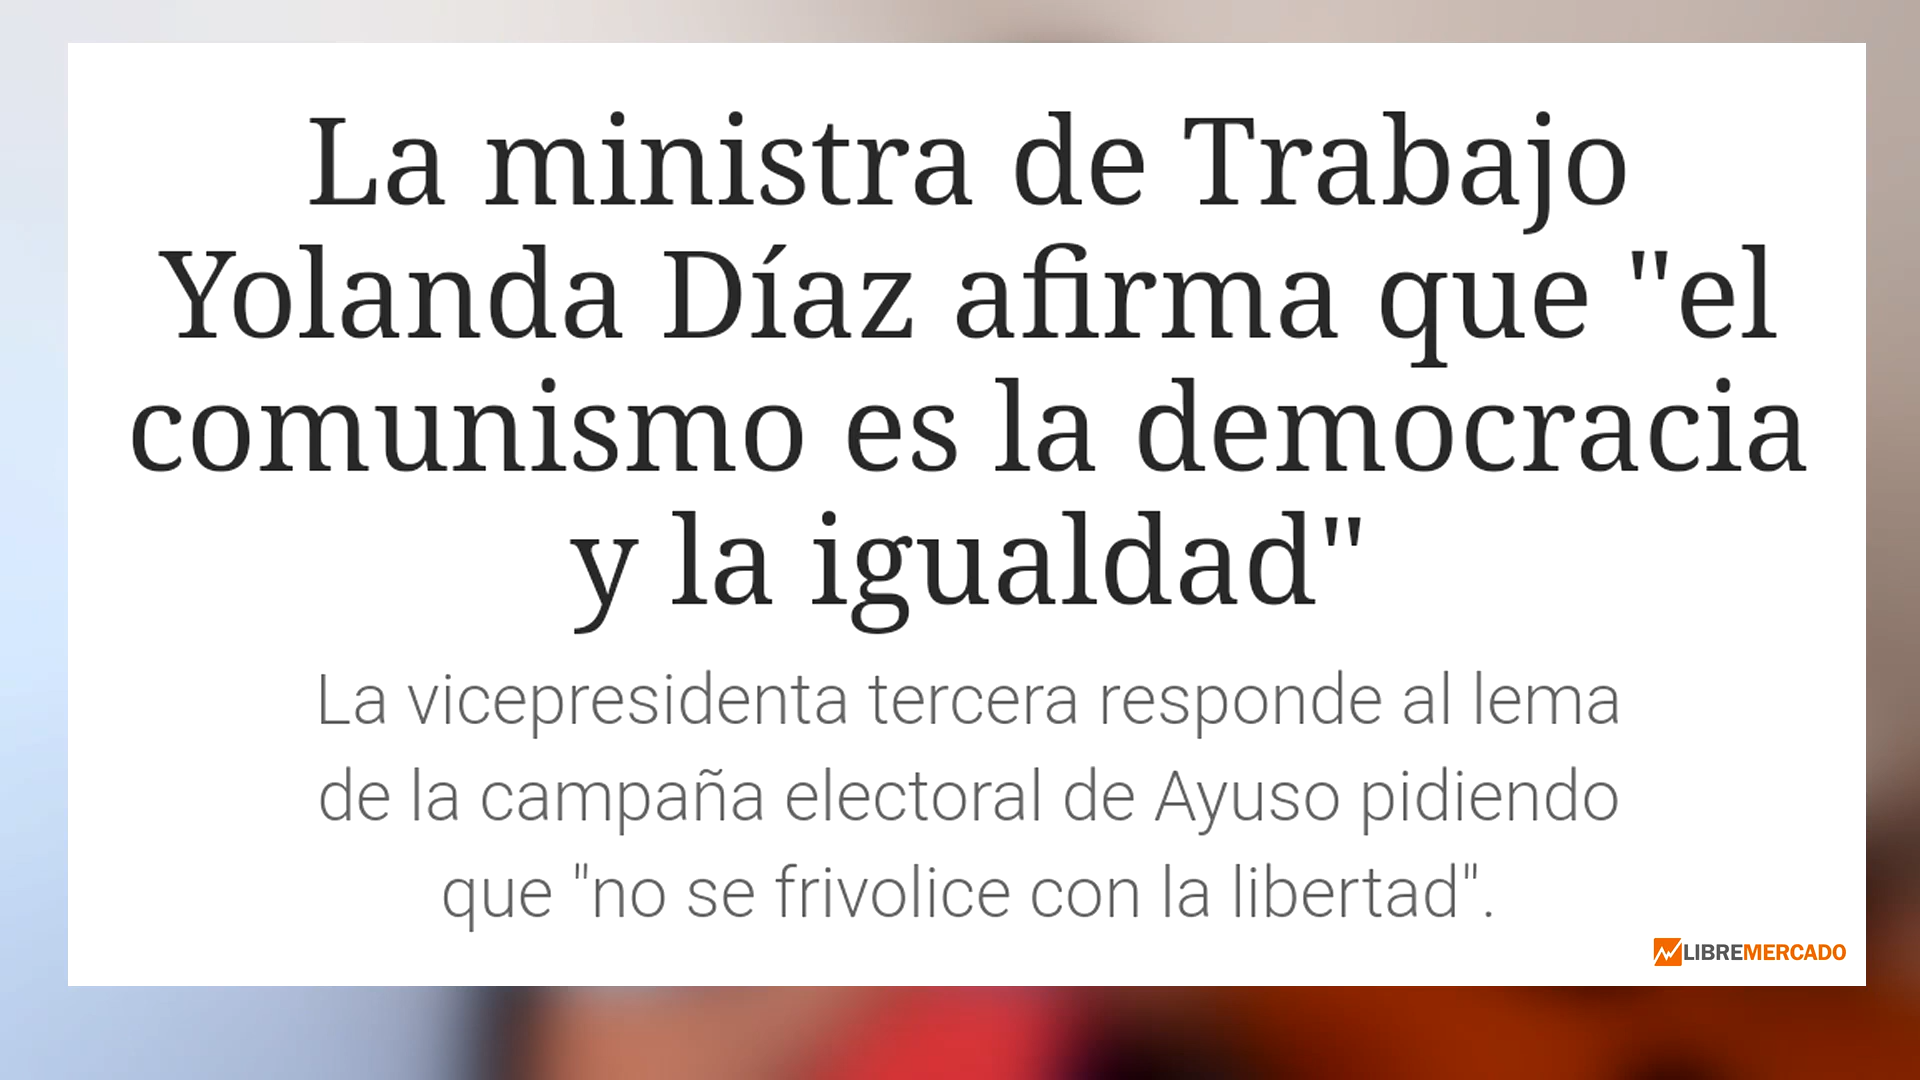 La ministra de Trabajo
Yolanda Díaz afirma que "el
comunismo es la democracia
y la igualdad"
La vicepresidenta tercera responde al lema
de la campaña electoral de Ayuso pidiendo
que "no se frivolice con la libertad".
LIBREMERCADO